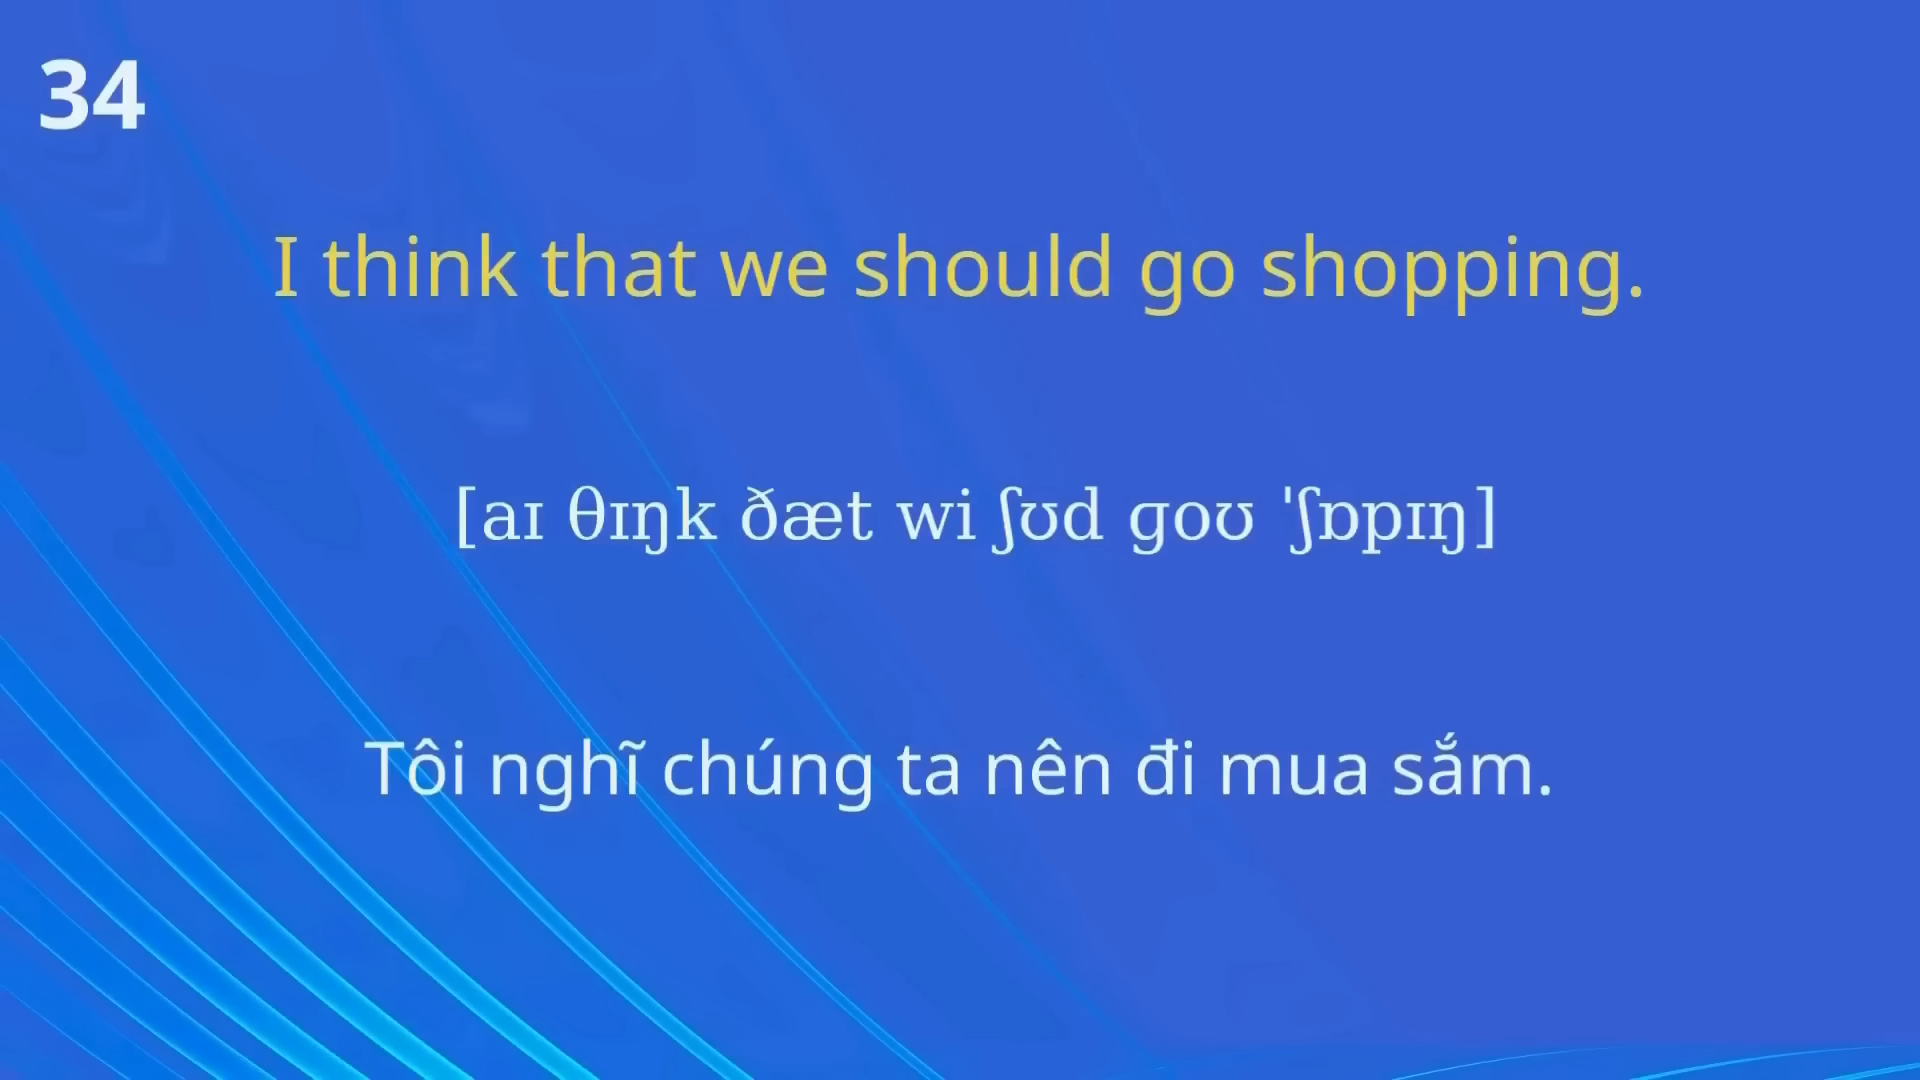 34
I think that we should go shopping.
[aɪ θɪŋk ðæt wi ʃʊd ɡoʊ ˈʃɒpɪŋ]
Tôi nghĩ chúng ta nên đi mua sắm.